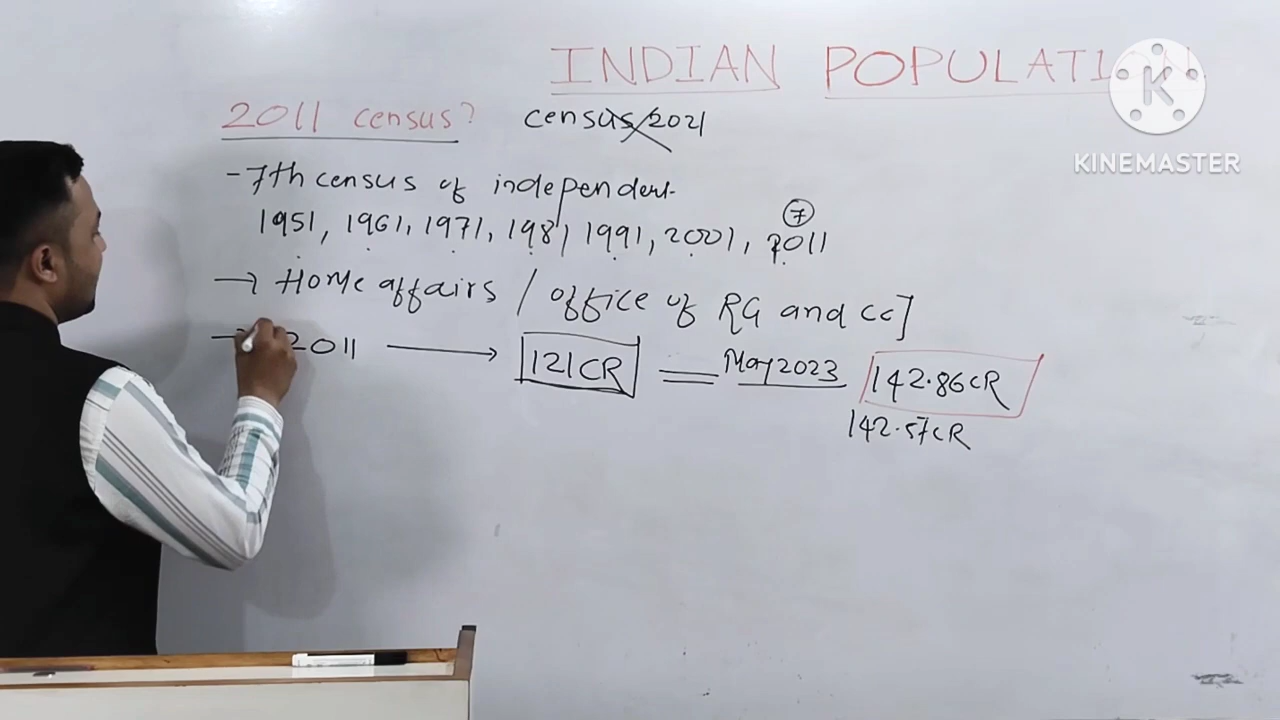 INDIAN POPULATION
K
KINEMASTER
2011 census? census 2021
- 7th census of independent
1951, 1961, 1971, 1981, 1991, 2001, 2011
7
→ Home affairs / office of RG and CC]
→ 2011 → 121CR = May 2023 142.86CR
142.57CR